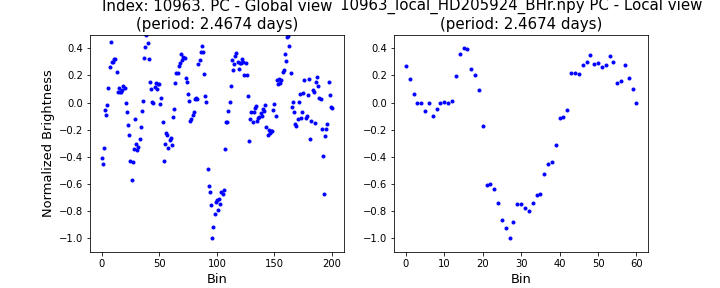 Index: 10963. PC - Global view
(period: 2.4674 days)
10963_local_HD205924_BHr.npy PC - Local view
(period: 2.4674 days)
Normalized Brightness
0.4
0.2
0.0
−0.2
−0.4
−0.6
−0.8
−1.0
0 50 100 150 200
Bin
0.4
0.2
0.0
−0.2
−0.4
−0.6
−0.8
−1.0
0 10 20 30 40 50 60
Bin